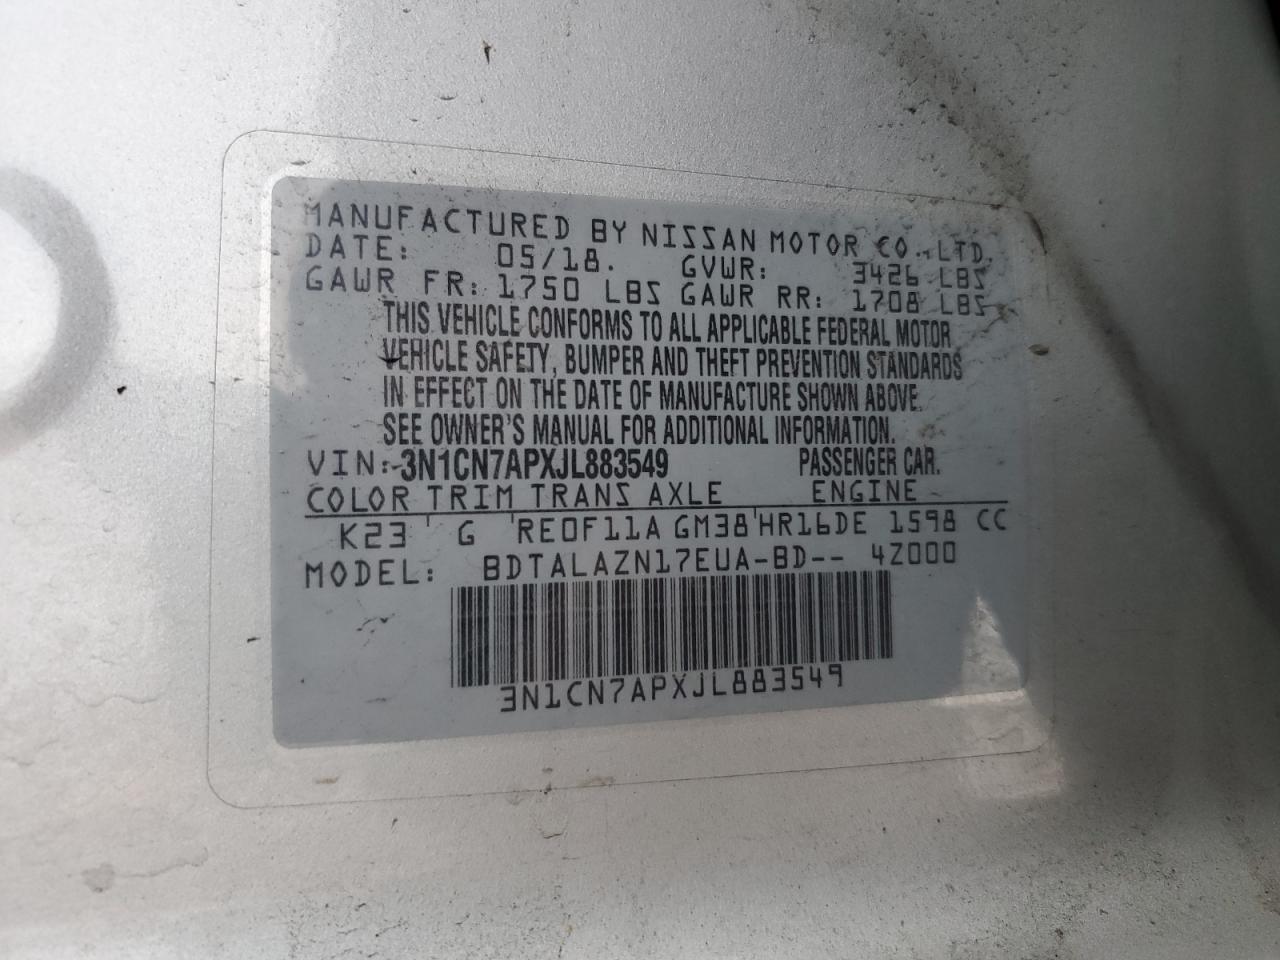 MANUFACTURED BY NISSAN MOTOR CO., LTD.
DATE: 05/18. GVWR: 3426 LBS
GAWR FR: 1750 LBS GAWR RR: 1708 LBS
THIS VEHICLE CONFORMS TO ALL APPLICABLE FEDERAL MOTOR
VEHICLE SAFETY, BUMPER AND THEFT PREVENTION STANDARDS
IN EFFECT ON THE DATE OF MANUFACTURE SHOWN ABOVE.
SEE OWNER'S MANUAL FOR ADDITIONAL INFORMATION.
VIN: 3N1CN7APXJL883549 PASSENGER CAR.
COLOR TRIM TRANS AXLE ENGINE
K23 G RE0F11A GM38 HR16DE 1598 CC
MODEL: BDTALAZN17EUA-BD-- 4Z000
3N1CN7APXJL883549